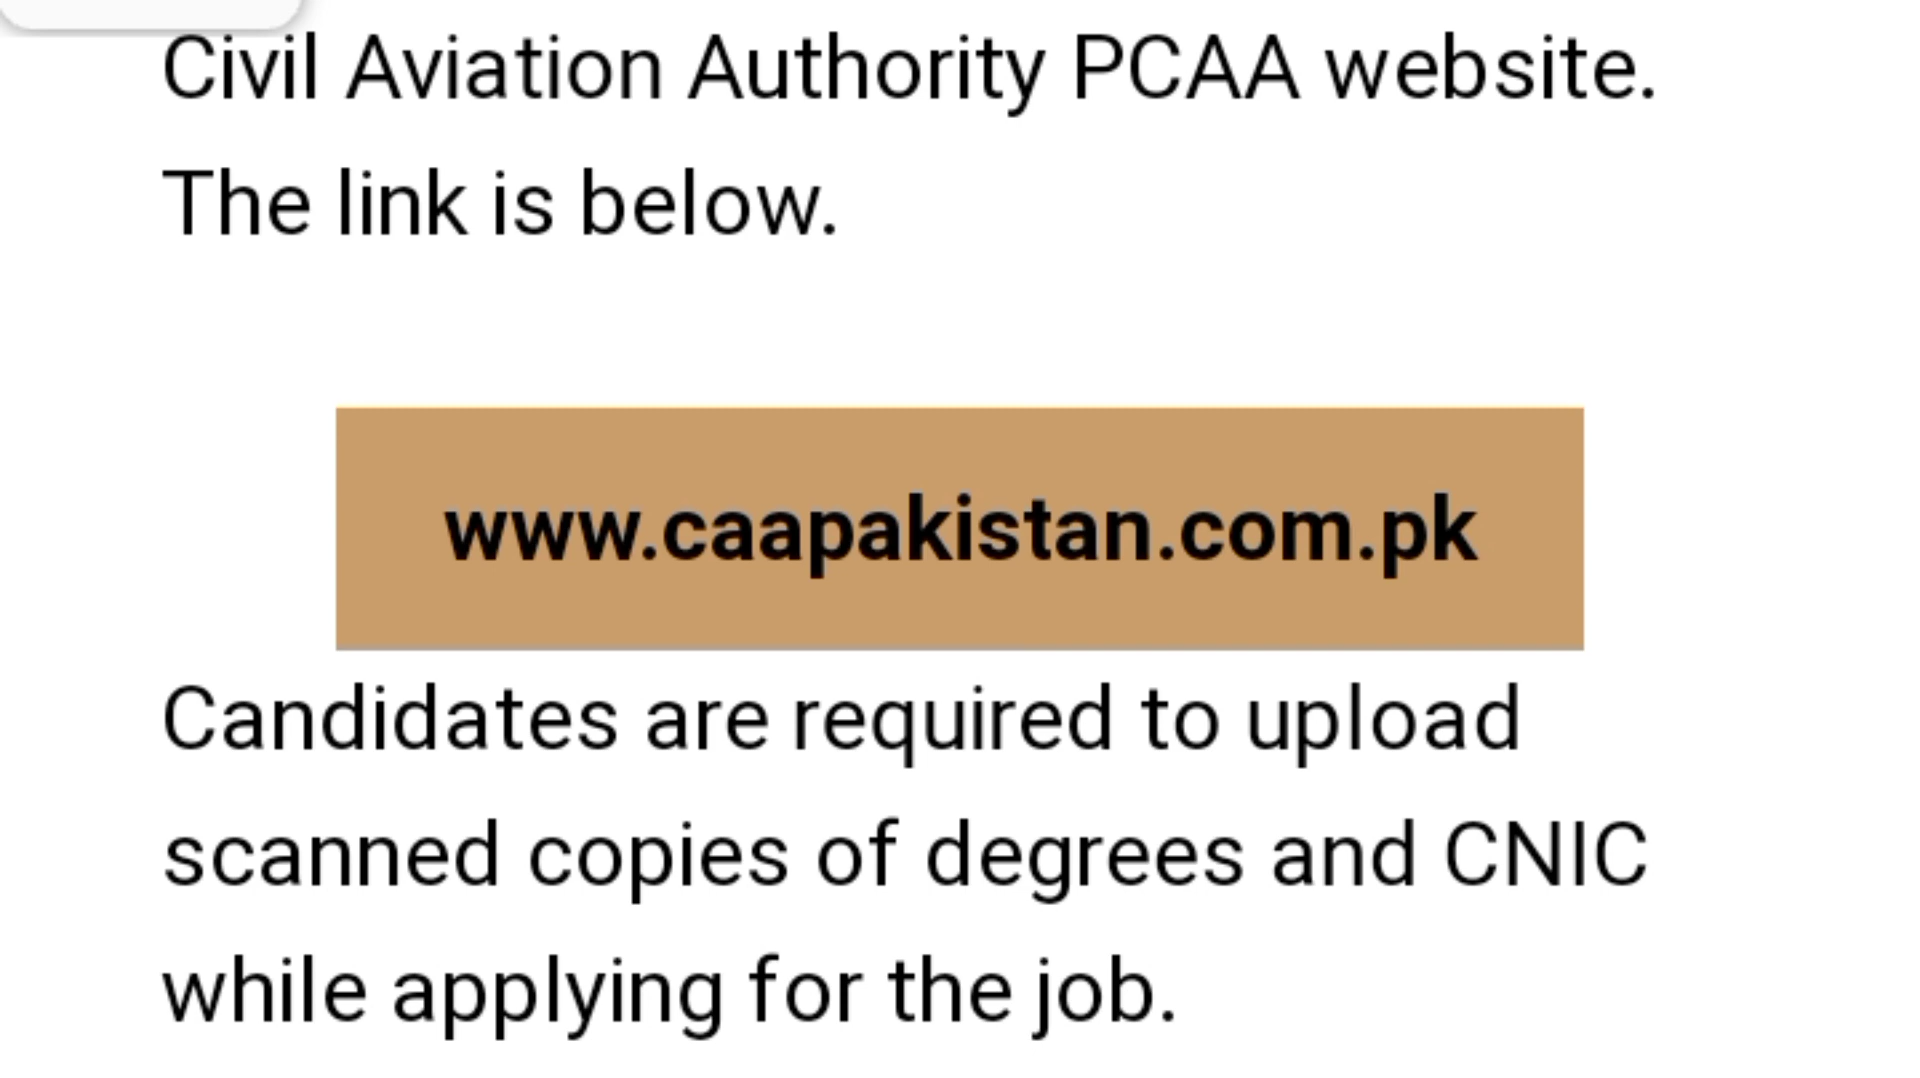 Civil Aviation Authority PCAA website.
The link is below.
www.caapakistan.com.pk
Candidates are required to upload
scanned copies of degrees and CNIC
while applying for the job.